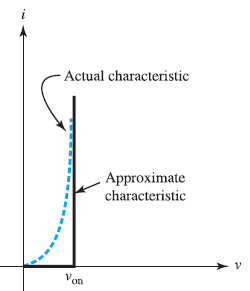 i
Actual characteristic
Approximate
characteristic
v
von